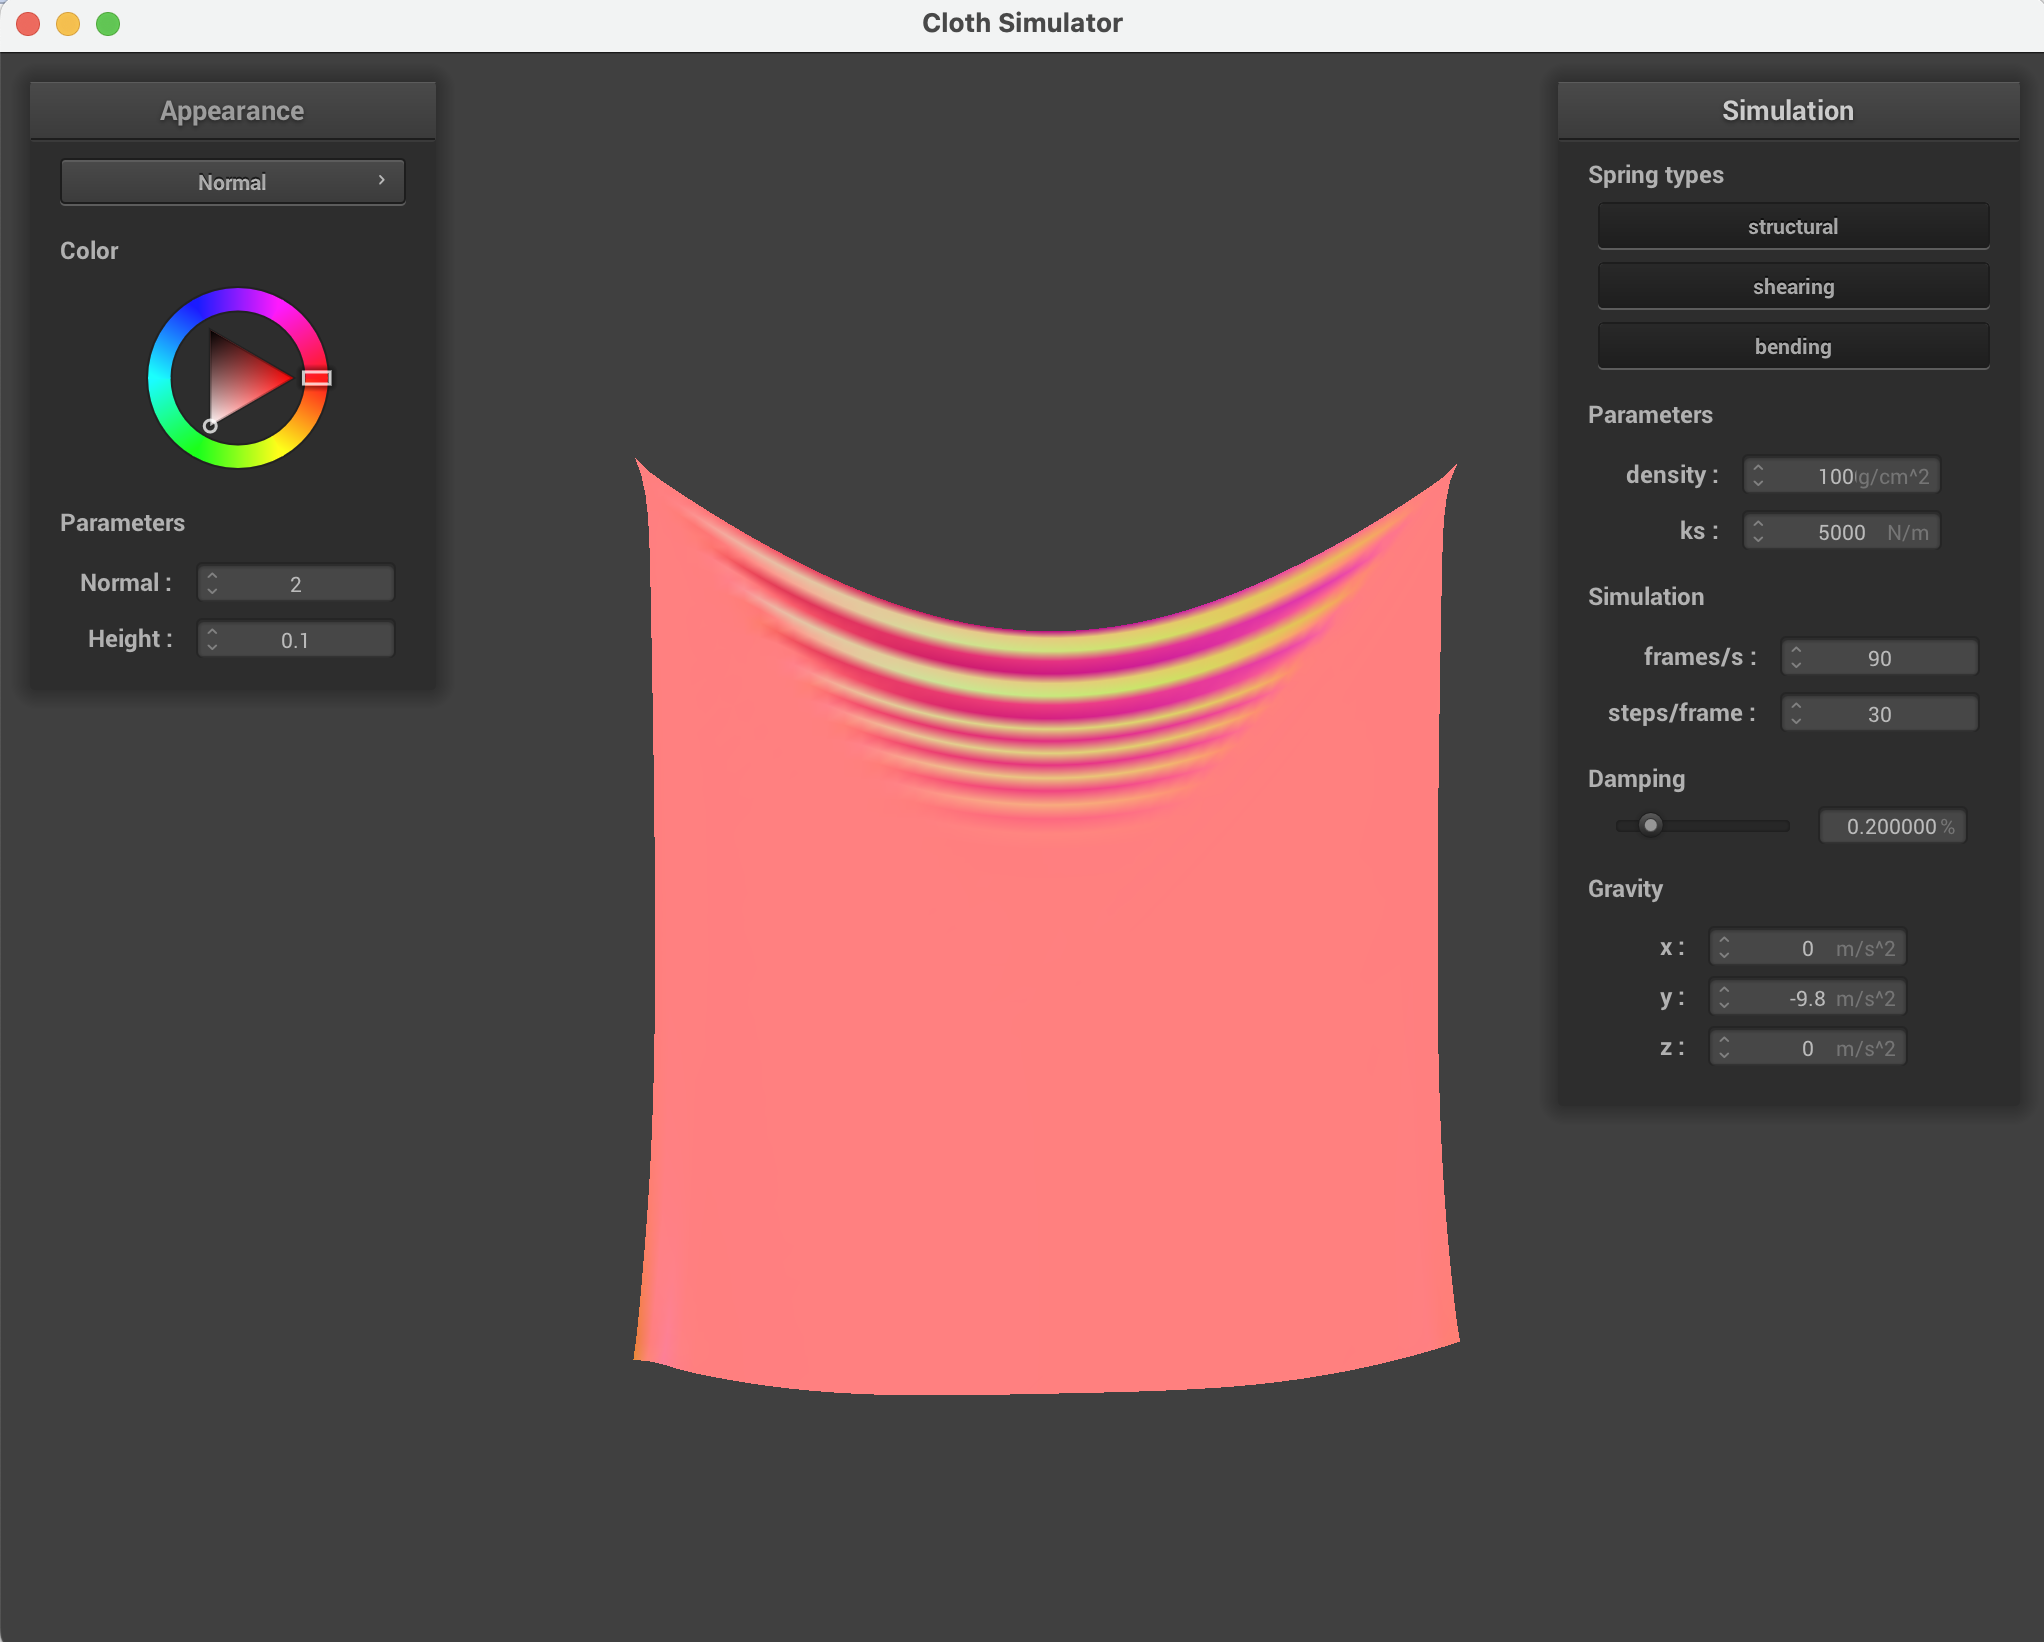 Cloth Simulator
Appearance
Normal
Color
Parameters
Normal : 2
Height : 0.1
Simulation
Spring types
structural
shearing
bending
Parameters
density : 100 g/cm^2
ks : 5000 N/m
Simulation
frames/s : 90
steps/frame : 30
Damping
0.200000 %
Gravity
x : 0 m/s^2
y : -9.8 m/s^2
z : 0 m/s^2